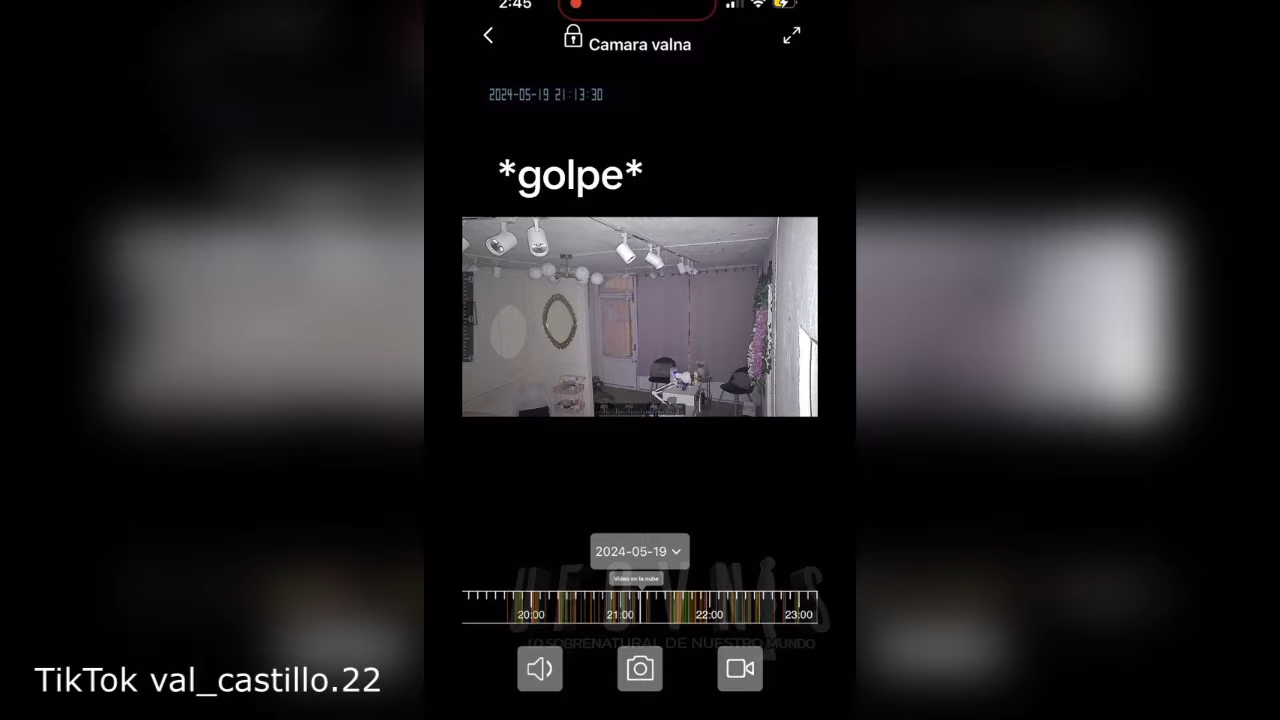 2:45
Camara valna
2024-05-19 21:13:30
*golpe*
2024-05-19
Video en la nube
20:00 21:00 22:00 23:00
LO SOBRENATURAL DE NUESTRO MUNDO
TikTok val_castillo.22